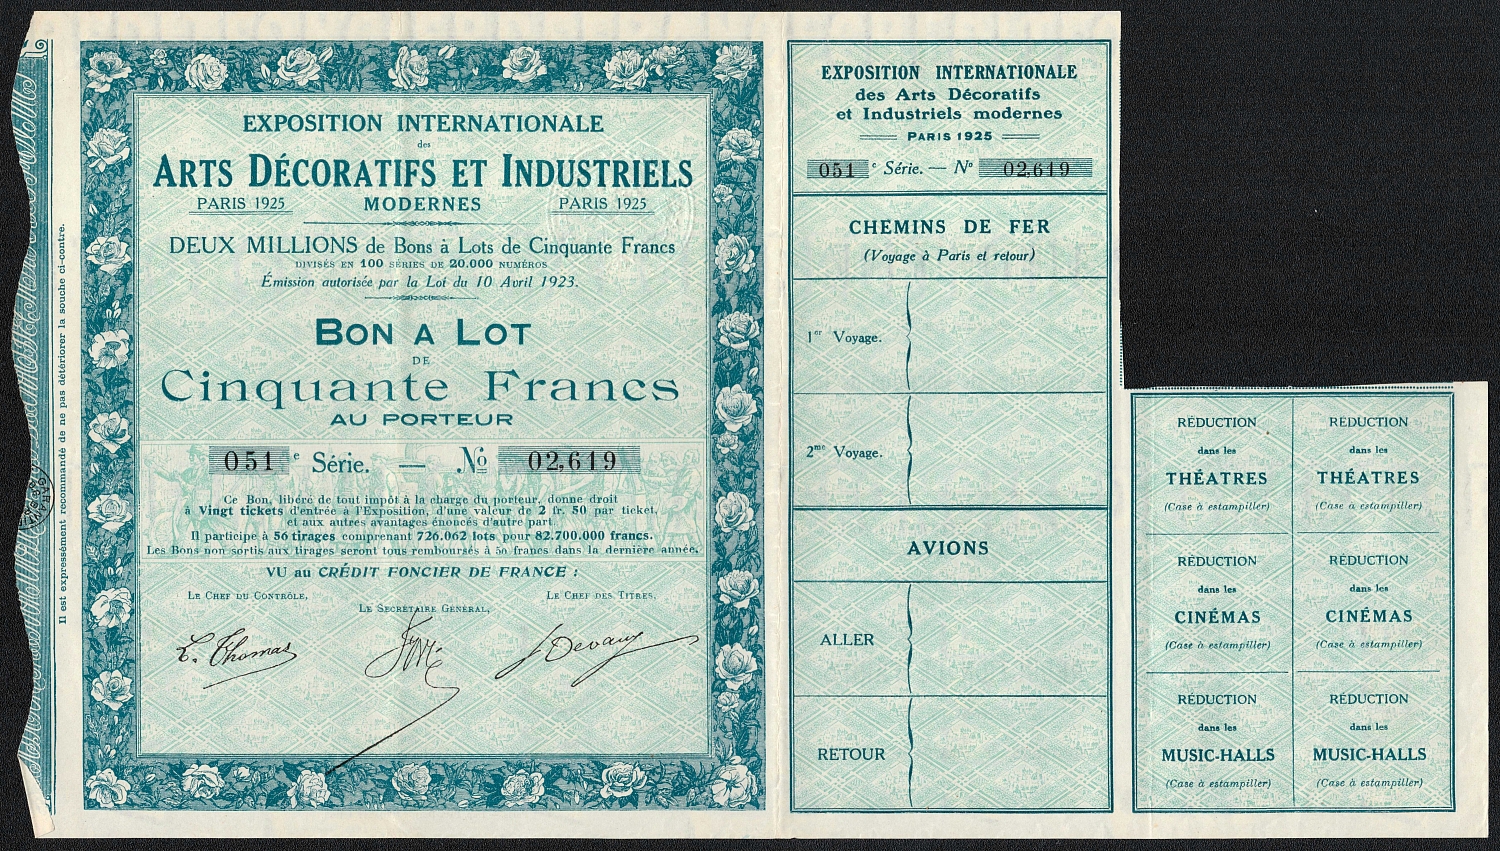 Il est expressément recommandé de ne pas détériorer la souche ci-contre.
EXPOSITION INTERNATIONALE
des
ARTS DÉCORATIFS ET INDUSTRIELS
PARIS 1925 MODERNES PARIS 1925
DEUX MILLIONS de Bons à Lots de Cinquante Francs
DIVISÉS EN 100 SÉRIES DE 20.000 NUMÉROS
Émission autorisée par la Loi du 10 Avril 1923.
BON A LOT
DE
Cinquante Francs
AU PORTEUR
051 e Série. — No 02,619
Ce Bon, libéré de tout impôt à la charge du porteur, donne droit
à Vingt tickets d'entrée à l'Exposition, d'une valeur de 2 fr. 50 par ticket,
et aux autres avantages énoncés d'autre part
Il participe à 56 tirages comprenant 726.062 lots pour 82.700.000 francs.
Les Bons non sortis aux tirages seront tous remboursés à 50 francs dans la dernière année.
VU au CRÉDIT FONCIER DE FRANCE :
LE CHEF DU CONTRÔLE,
LE SECRÉTAIRE GÉNÉRAL,
LE CHEF DES TITRES,
L. Thomas
Devaux
EXPOSITION INTERNATIONALE
des Arts Décoratifs
et Industriels modernes
PARIS 1925
051 e Série. — No 02,619
CHEMINS DE FER
(Voyage à Paris et retour)
1er Voyage.
2me Voyage.
AVIONS
ALLER
RETOUR
RÉDUCTION
dans les
THÉATRES
(Case à estampiller)
RÉDUCTION
dans les
THÉATRES
(Case à estampiller)
RÉDUCTION
dans les
CINÉMAS
(Case à estampiller)
RÉDUCTION
dans les
CINÉMAS
(Case à estampiller)
RÉDUCTION
dans les
MUSIC-HALLS
(Case à estampiller)
RÉDUCTION
dans les
MUSIC-HALLS
(Case à estampiller)